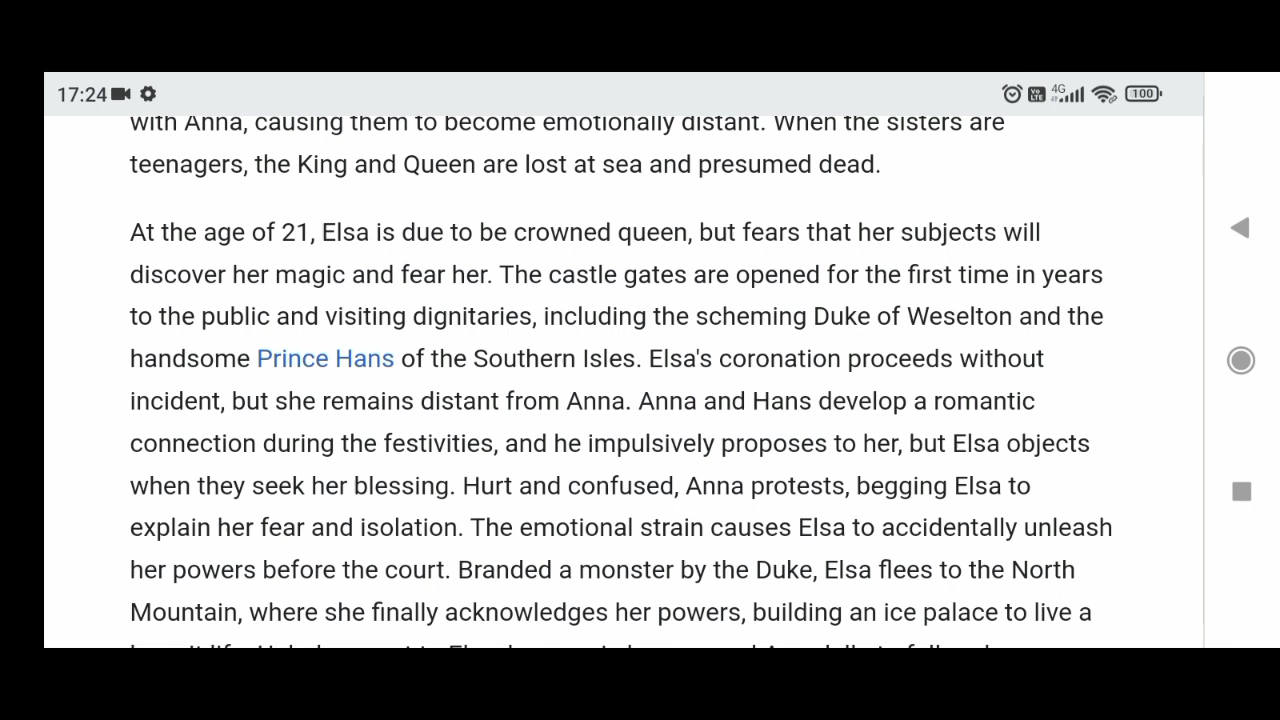 17:24
Vo LTE 4G 100
with Anna, causing them to become emotionally distant. When the sisters are
teenagers, the King and Queen are lost at sea and presumed dead.
At the age of 21, Elsa is due to be crowned queen, but fears that her subjects will
discover her magic and fear her. The castle gates are opened for the first time in years
to the public and visiting dignitaries, including the scheming Duke of Weselton and the
handsome Prince Hans of the Southern Isles. Elsa's coronation proceeds without
incident, but she remains distant from Anna. Anna and Hans develop a romantic
connection during the festivities, and he impulsively proposes to her, but Elsa objects
when they seek her blessing. Hurt and confused, Anna protests, begging Elsa to
explain her fear and isolation. The emotional strain causes Elsa to accidentally unleash
her powers before the court. Branded a monster by the Duke, Elsa flees to the North
Mountain, where she finally acknowledges her powers, building an ice palace to live a